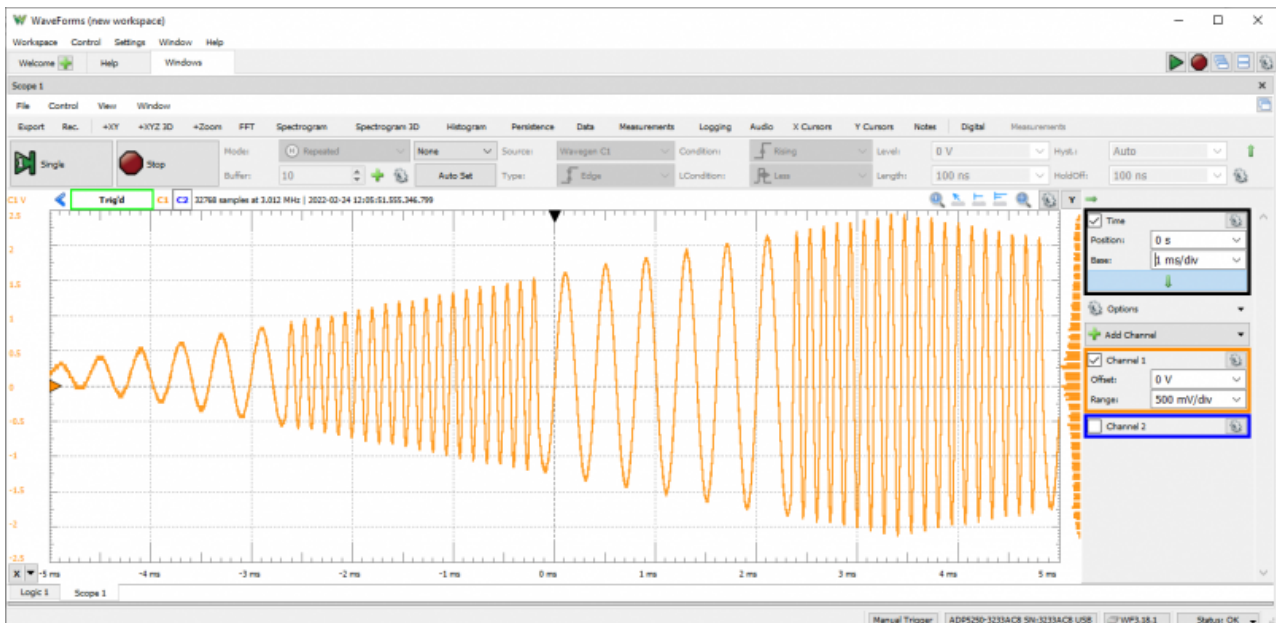 WaveForms (new workspace)
Workspace Control Settings Window Help
Welcome Help Windows
Scope 1
File Control View Window
Export Rec. +XY +XYZ 3D +Zoom FFT Spectrogram Spectrogram 3D Histogram Persistence Data Measurements Logging Audio X Cursors Y Cursors Notes Digital Measurements
Single Stop Mode: Repeated None Source: Wavegen C1 Condition: Rising Level: 0 V Hyst.: Auto
Buffer: 10 Auto Set Type: Edge LCondition: Less Length: 100 ns HoldOff: 100 ns
C1 V Trig'd C1 C2 32768 samples at 3.012 MHz | 2022-02-24 12:05:51.555.346.799 Y
2.5
2
1.5
1
0.5
0
-0.5
-1
-1.5
-2
-2.5
X -5 ms -4 ms -3 ms -2 ms -1 ms 0 ms 1 ms 2 ms 3 ms 4 ms 5 ms
Time
Position: 0 s
Base: 1 ms/div
Options
Add Channel
Channel 1
Offset: 0 V
Range: 500 mV/div
Channel 2
Logic 1 Scope 1
Manual Trigger ADP5250-3233AC8 SN:3233AC8 USB WF3.18.1 Status: OK